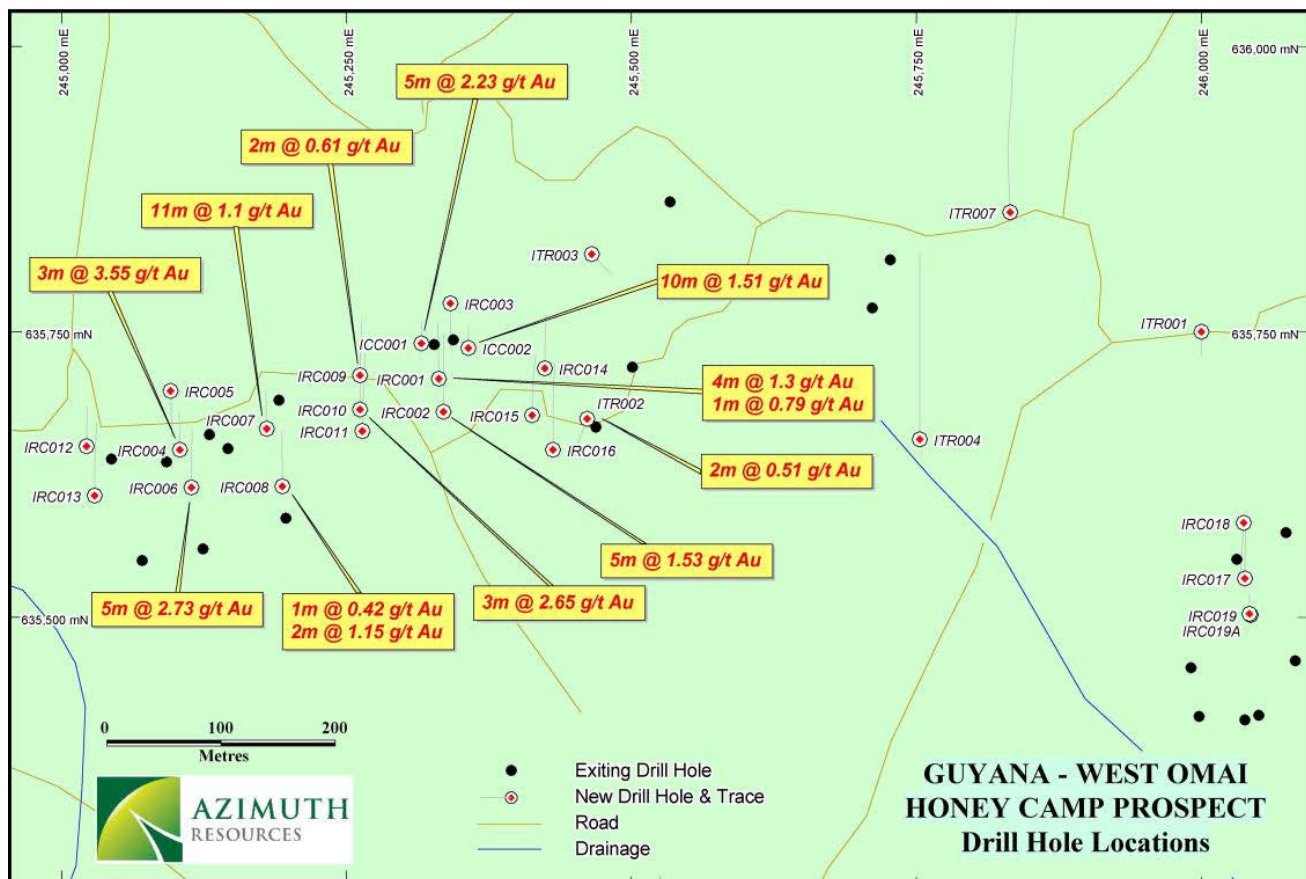 245,000 mE
245,250 mE
245,500 mE
245,750 mE
246,000 mE
636,000 mN
5m @ 2.23 g/t Au
2m @ 0.61 g/t Au
11m @ 1.1 g/t Au
ITR007
3m @ 3.55 g/t Au
ITR003
10m @ 1.51 g/t Au
IRC003
635,750 mN
ICC001
ICC002
ITR001
635,750 mN
IRC009
IRC001
IRC014
4m @ 1.3 g/t Au
1m @ 0.79 g/t Au
IRC005
IRC010
IRC002
IRC015
ITR002
IRC007
IRC011
IRC012
IRC004
IRC016
ITR004
2m @ 0.51 g/t Au
IRC013
IRC006
IRC008
IRC018
5m @ 1.53 g/t Au
IRC017
5m @ 2.73 g/t Au
1m @ 0.42 g/t Au
2m @ 1.15 g/t Au
3m @ 2.65 g/t Au
635,500 mN
IRC019
IRC019A
0 100 200
Metres
AZIMUTH
RESOURCES
Exiting Drill Hole
New Drill Hole & Trace
Road
Drainage
GUYANA - WEST OMAI
HONEY CAMP PROSPECT
Drill Hole Locations